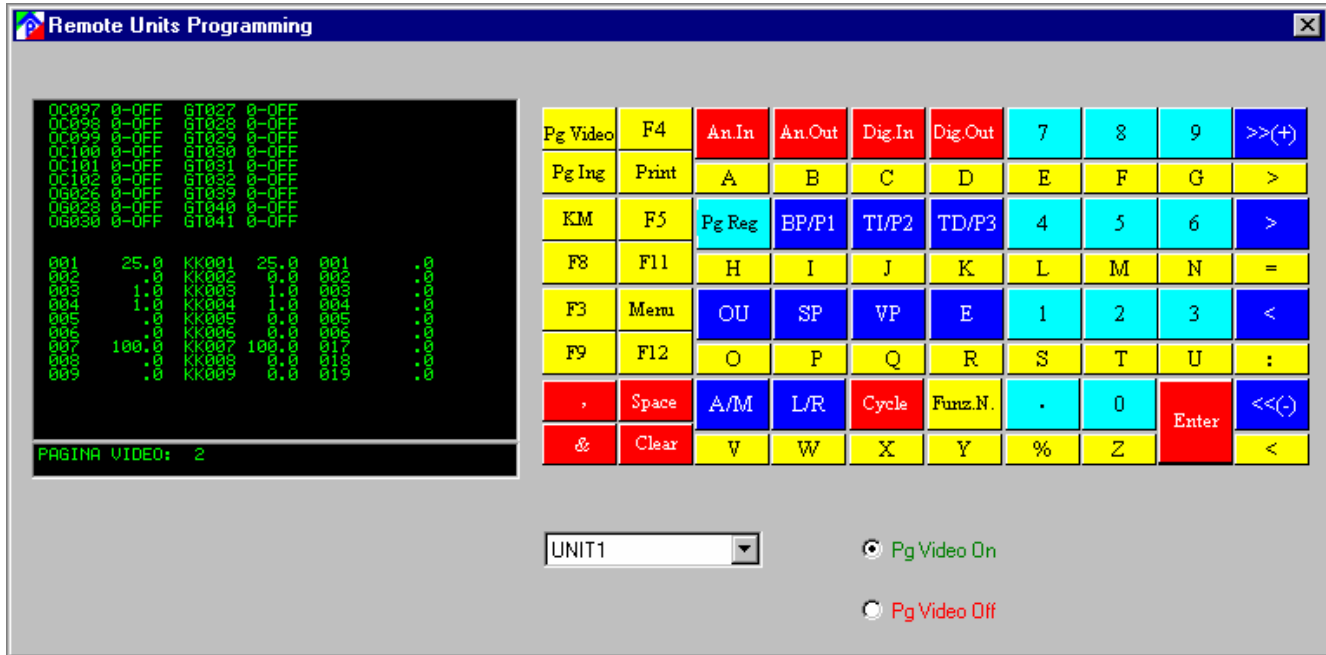 Remote Units Programming
OC097 0-OFF GT027 0-OFF
OC098 0-OFF GT028 0-OFF
OC099 0-OFF GT029 0-OFF
OC100 0-OFF GT030 0-OFF
OC101 0-OFF GT031 0-OFF
OC102 0-OFF GT032 0-OFF
OG026 0-OFF GT039 0-OFF
OG028 0-OFF GT040 0-OFF
OG030 0-OFF GT041 0-OFF
001 25.0 KK001 25.0 001 .0
002 .0 KK002 0.0 002 .0
003 1.0 KK003 1.0 003 .0
004 1.0 KK004 1.0 004 .0
005 .0 KK005 0.0 005 .0
006 .0 KK006 0.0 006 .0
007 100.0 KK007 100.0 017 .0
008 .0 KK008 0.0 018 .0
009 .0 KK009 0.0 019 .0
PAGINA VIDEO: 2
Pg Video F4 An.In An.Out Dig.In Dig.Out 7 8 9 >>(+)
Pg Ing Print A B C D E F G >
KM F5 Pg Reg BP/P1 TI/P2 TD/P3 4 5 6 >
F8 F11 H I J K L M N =
F3 Menu OU SP VP E 1 2 3 <
F9 F12 O P Q R S T U :
, Space A/M L/R Cycle Funz.N. . 0 Enter <<(-)
& Clear V W X Y % Z <
UNIT1
Pg Video On
Pg Video Off